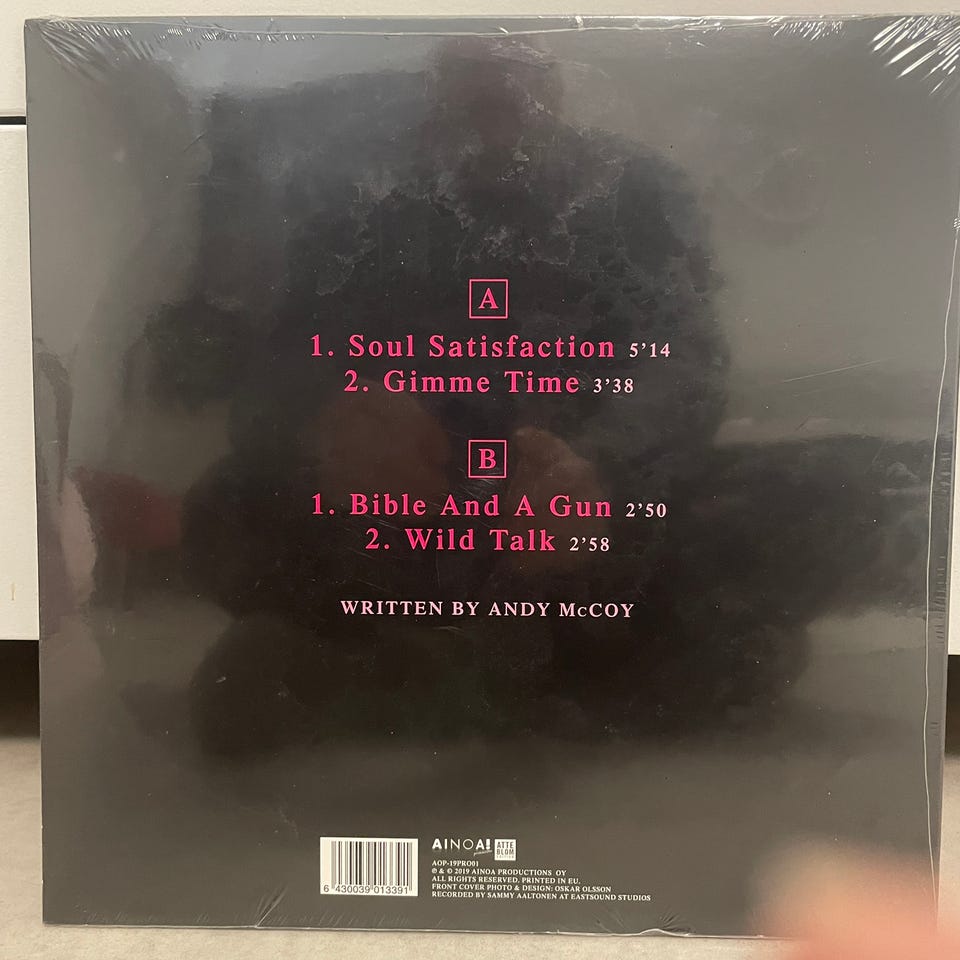 A
1. Soul Satisfaction 5’14
2. Gimme Time 3’38
B
1. Bible And A Gun 2’50
2. Wild Talk 2’58
WRITTEN BY ANDY McCOY
6 430039 013391
AINOA! ATTE BLOM
AOP-19PRO01
℗ & © 2019 AINOA PRODUCTIONS OY
ALL RIGHTS RESERVED. PRINTED IN EU.
FRONT COVER PHOTO & DESIGN: OSKAR OLSSON
RECORDED BY SAMMY AALTONEN AT EASTSOUND STUDIOS